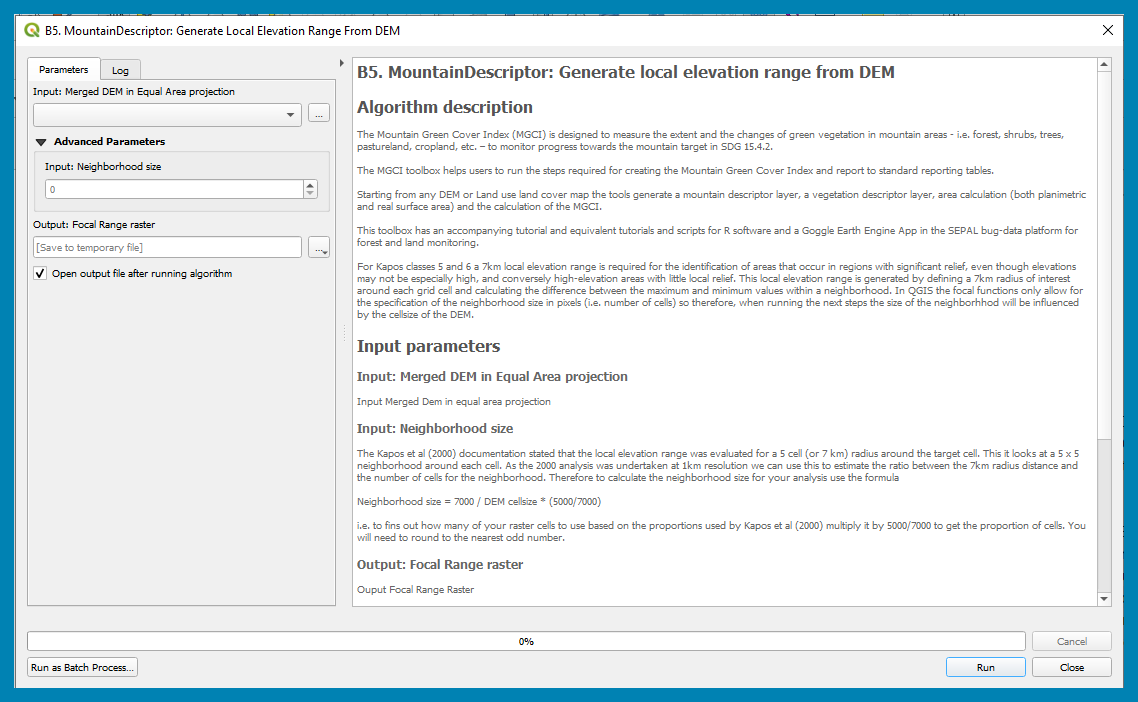 B5. MountainDescriptor: Generate Local Elevation Range From DEM
Parameters
Log
Input: Merged DEM in Equal Area projection
...
Advanced Parameters
Input: Neighborhood size
0
Output: Focal Range raster
[Save to temporary file]
...
Open output file after running algorithm
B5. MountainDescriptor: Generate local elevation range from DEM
Algorithm description
The Mountain Green Cover Index (MGCI) is designed to measure the extent and the changes of green vegetation in mountain areas - i.e. forest, shrubs, trees,
pastureland, cropland, etc. – to monitor progress towards the mountain target in SDG 15.4.2.
The MGCI toolbox helps users to run the steps required for creating the Mountain Green Cover Index and report to standard reporting tables.
Starting from any DEM or Land use land cover map the tools generate a mountain descriptor layer, a vegetation descriptor layer, area calculation (both planimetric
and real surface area) and the calculation of the MGCI.
This toolbox has an accompanying tutorial and equivalent tutorials and scripts for R software and a Goggle Earth Engine App in the SEPAL bug-data platform for
forest and land monitoring.
For Kapos classes 5 and 6 a 7km local elevation range is required for the identification of areas that occur in regions with significant relief, even though elevations
may not be especially high, and conversely high-elevation areas with little local relief. This local elevation range is generated by defining a 7km radius of interest
around each grid cell and calculating the difference between the maximum and minimum values within a neighborhood. In QGIS the focal functions only allow for
the specification of the neighborhood size in pixels (i.e. number of cells) so therefore, when running the next steps the size of the neighborhhod will be influenced
by the cellsize of the DEM.
Input parameters
Input: Merged DEM in Equal Area projection
Input Merged Dem in equal area projection
Input: Neighborhood size
The Kapos et al (2000) documentation stated that the local elevation range was evaluated for a 5 cell (or 7 km) radius around the target cell. This it looks at a 5 x 5
neighborhood around each cell. As the 2000 analysis was undertaken at 1km resolution we can use this to estimate the ratio between the 7km radius distance and
the number of cells for the neighborhood. Therefore to calculate the neighborhood size for your analysis use the formula
Neighborhood size = 7000 / DEM cellsize * (5000/7000)
i.e. to fins out how many of your raster cells to use based on the proportions used by Kapos et al (2000) multiply it by 5000/7000 to get the proportion of cells. You
will need to round to the nearest odd number.
Output: Focal Range raster
Ouput Focal Range Raster
0%
Cancel
Run as Batch Process...
Run
Close